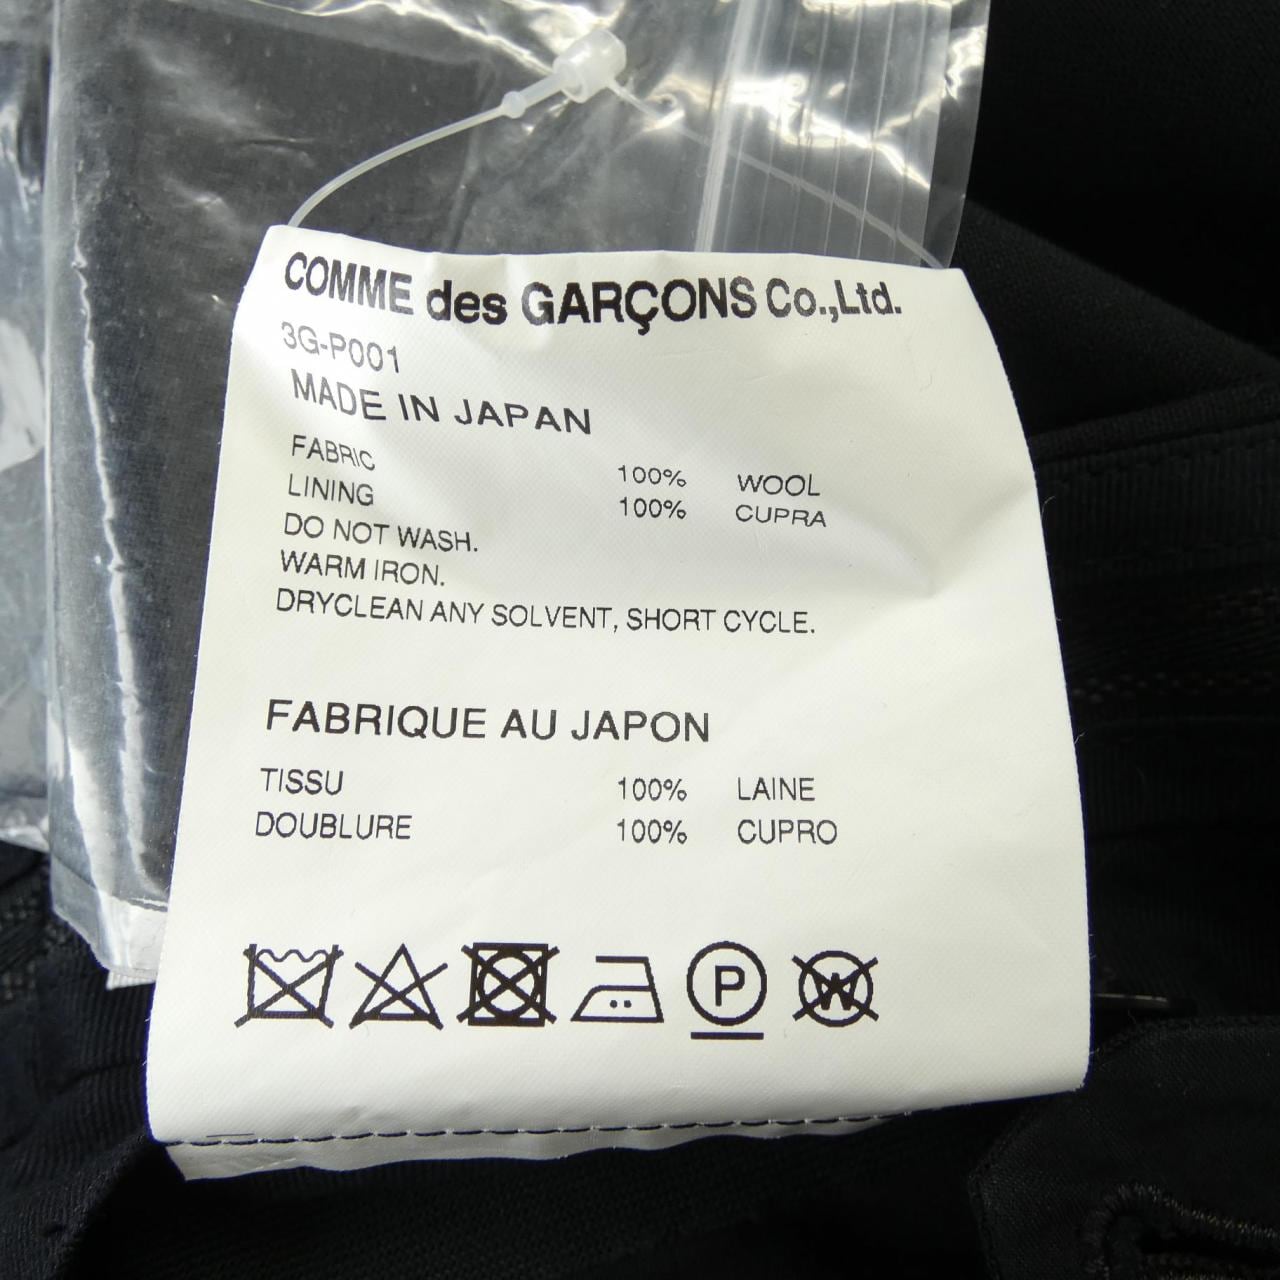 COMME des GARÇONS Co.,Ltd.
3G-P001
MADE IN JAPAN
FABRIC 100% WOOL
LINING 100% CUPRA
DO NOT WASH.
WARM IRON.
DRYCLEAN ANY SOLVENT, SHORT CYCLE.
FABRIQUE AU JAPON
TISSU 100% LAINE
DOUBLURE 100% CUPRO
P W